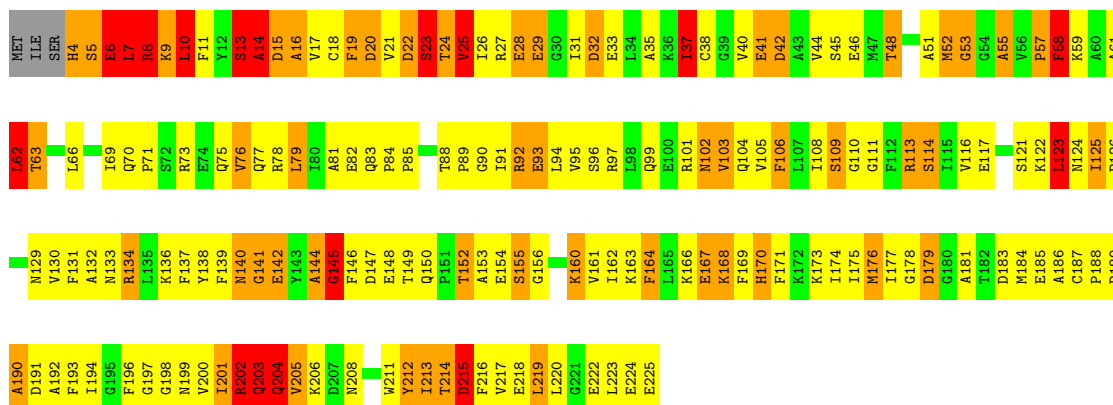 MET ILE SER H4 S5 E6 L7 R8 K9 L10 F11 Y12 S13 A14 D15 A16 V17 C18 F19 D20 V21 D22 S23 T24 V25 I26 R27 E28 E29 G30 I31 D32 E33 L34 A35 K36 I37 C38 G39 V40 E41 D42 A43 V44 S45 E46 M47 T48 A51 M52 G53 G54 A55 V56 P57 F58 K59 A60
L62 T63 L66 I69 Q70 P71 S72 R73 E74 Q75 V76 Q77 R78 L79 I80 A81 E82 Q83 P84 P85 T88 P89 G90 I91 R92 E93 L94 V95 S96 R97 L98 Q99 E100 R101 N102 V103 Q104 V105 F106 L107 I108 S109 G110 G111 F112 R113 S114 I115 V116 E117 S121 K122 L123 N124 I125
N129 V130 F131 A132 N133 R134 L135 K136 F137 Y138 F139 N140 G141 E142 Y143 A144 G145 F146 D147 E148 T149 Q150 P151 T152 A153 E154 S155 G156 K160 V161 I162 K163 F164 L165 K166 E167 K168 F169 H170 F171 K172 K173 I174 I175 M176 I177 G178 D179 G180 A181 T182 D183 M184 E185 A186 C187 P188
A190 D191 A192 F193 I194 G195 F196 G197 G198 N199 V200 I201 R202 Q203 Q204 V205 K206 D207 N208 W211 Y212 I213 T214 D215 F216 V217 E218 L219 L220 G221 E222 L223 E224 E225